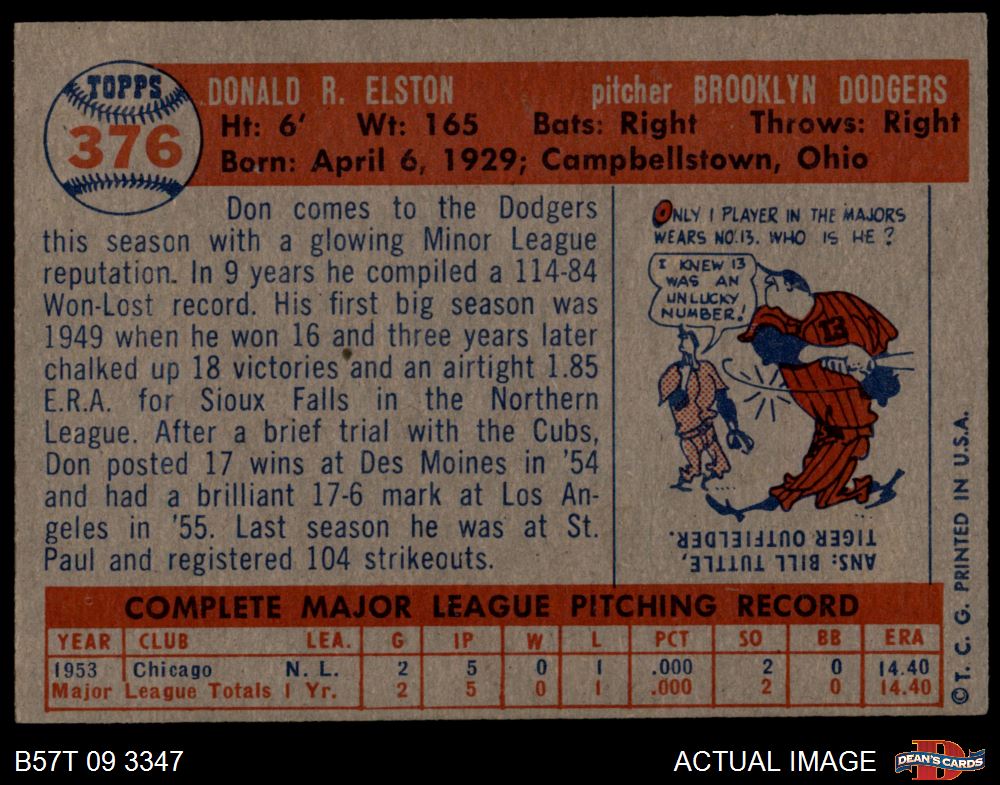 TOPPS
376
DONALD R. ELSTON pitcher BROOKLYN DODGERS
Ht: 6' Wt: 165 Bats: Right Throws: Right
Born: April 6, 1929; Campbellstown, Ohio
Don comes to the Dodgers
this season with a glowing Minor League
reputation. In 9 years he compiled a 114-84
Won-Lost record. His first big season was
1949 when he won 16 and three years later
chalked up 18 victories and an airtight 1.85
E.R.A. for Sioux Falls in the Northern
League. After a brief trial with the Cubs,
Don posted 17 wins at Des Moines in '54
and had a brilliant 17-6 mark at Los An-
geles in '55. Last season he was at St.
Paul and registered 104 strikeouts.
ONLY 1 PLAYER IN THE MAJORS
WEARS NO.13. WHO IS HE?
I KNEW 13
WAS AN
UNLUCKY
NUMBER!
13
ANS: BILL TUTTLE,
TIGER OUTFIELDER.
©T. C. G. PRINTED IN U.S.A.
COMPLETE MAJOR LEAGUE PITCHING RECORD
YEAR CLUB LEA. G IP W L PCT SO BB ERA
1953 Chicago N. L. 2 5 0 1 .000 2 0 14.40
Major League Totals 1 Yr. 2 5 0 1 .000 2 0 14.40
B57T 09 3347 ACTUAL IMAGE DEAN'S CARDS